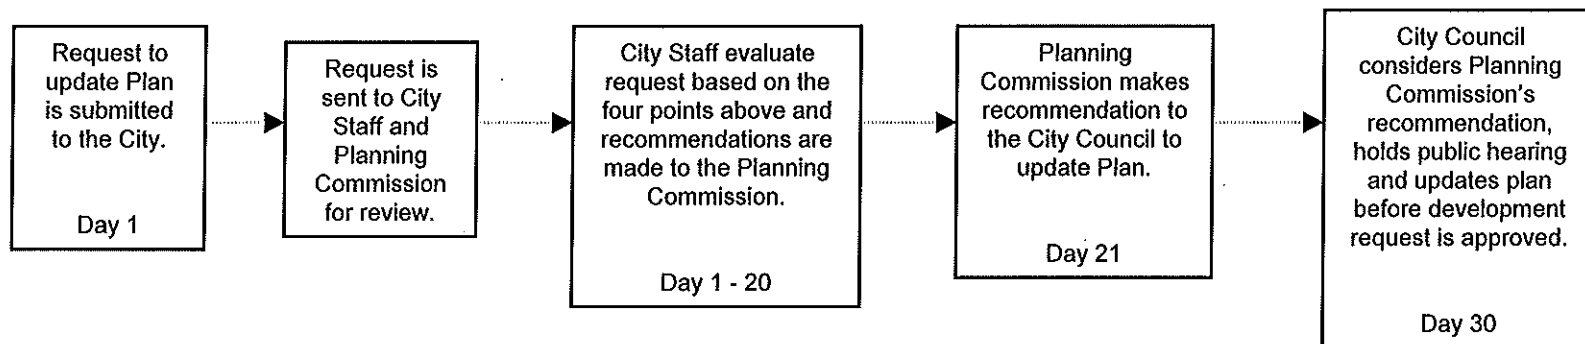 Request to
update Plan
is submitted
to the City.
Day 1
Request is
sent to City
Staff and
Planning
Commission
for review.
City Staff evaluate
request based on the
four points above and
recommendations are
made to the Planning
Commission.
Day 1 - 20
Planning
Commission makes
recommendation to
the City Council to
update Plan.
Day 21
City Council
considers Planning
Commission's
recommendation,
holds public hearing
and updates plan
before development
request is approved.
Day 30